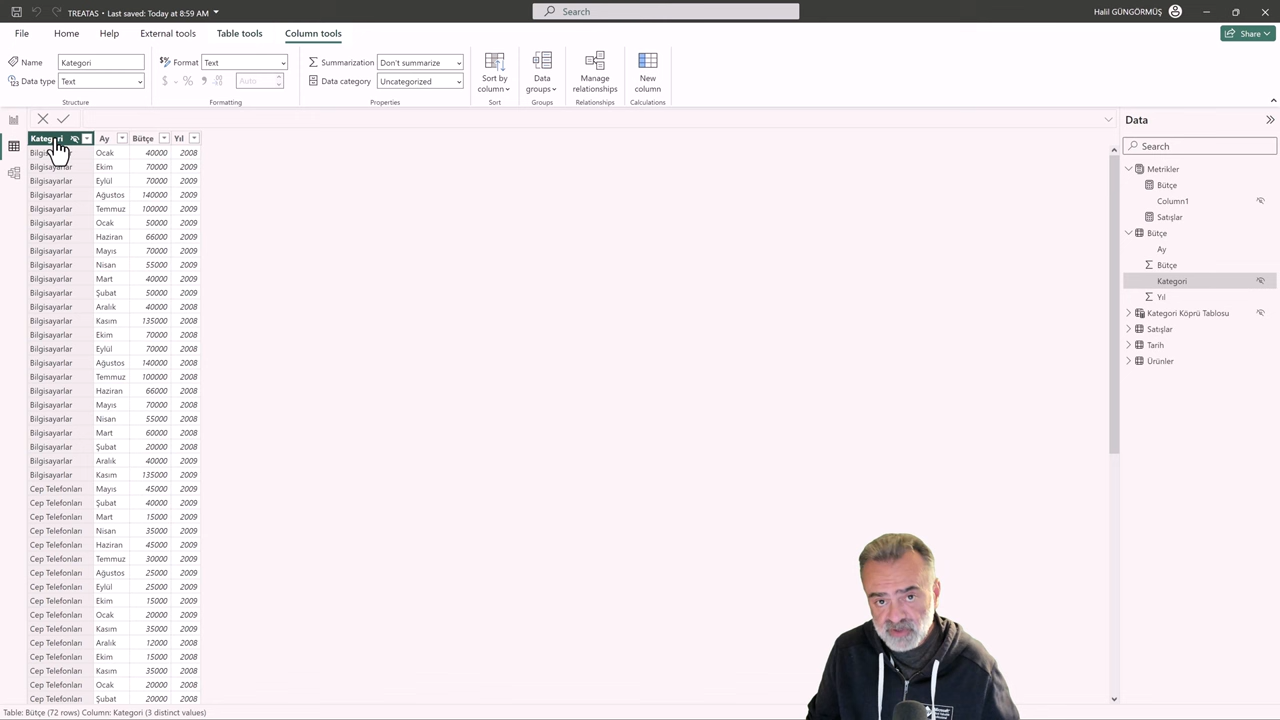 TREATAS • Last saved: Today at 8:59 AM
Search
Halil GÜNGÖRMÜŞ
File Home Help External tools Table tools Column tools
Share
Name Kategori
Data type Text
Structure
Format Text
$ % Auto
Formatting
Summarization Don't summarize
Data category Uncategorized
Properties
Sort by column
Sort
Data groups
Groups
Manage relationships
Relationships
New column
Calculations
Kategori Ay Bütçe Yıl
Bilgisayarlar Ocak 40000 2008
Bilgisayarlar Ekim 70000 2009
Bilgisayarlar Eylül 70000 2009
Bilgisayarlar Ağustos 140000 2009
Bilgisayarlar Temmuz 100000 2009
Bilgisayarlar Ocak 50000 2009
Bilgisayarlar Haziran 66000 2009
Bilgisayarlar Mayıs 70000 2009
Bilgisayarlar Nisan 55000 2009
Bilgisayarlar Mart 40000 2009
Bilgisayarlar Şubat 50000 2009
Bilgisayarlar Aralık 40000 2008
Bilgisayarlar Kasım 135000 2008
Bilgisayarlar Ekim 70000 2008
Bilgisayarlar Eylül 70000 2008
Bilgisayarlar Ağustos 140000 2008
Bilgisayarlar Temmuz 100000 2008
Bilgisayarlar Haziran 66000 2008
Bilgisayarlar Mayıs 70000 2008
Bilgisayarlar Nisan 55000 2008
Bilgisayarlar Mart 60000 2008
Bilgisayarlar Şubat 20000 2008
Bilgisayarlar Aralık 40000 2009
Bilgisayarlar Kasım 135000 2009
Cep Telefonları Mayıs 45000 2009
Cep Telefonları Şubat 40000 2009
Cep Telefonları Mart 15000 2009
Cep Telefonları Nisan 35000 2009
Cep Telefonları Haziran 45000 2009
Cep Telefonları Temmuz 30000 2009
Cep Telefonları Ağustos 25000 2009
Cep Telefonları Eylül 25000 2009
Cep Telefonları Ekim 15000 2009
Cep Telefonları Ocak 20000 2009
Cep Telefonları Kasım 35000 2009
Cep Telefonları Aralık 12000 2008
Cep Telefonları Ekim 15000 2008
Cep Telefonları Kasım 35000 2008
Cep Telefonları Ocak 20000 2008
Cep Telefonları Şubat 20000 2008
Table: Bütçe (72 rows) Column: Kategori (3 distinct values)
Data
Search
Metrikler
Bütçe
Column1
Satışlar
Bütçe
Ay
Bütçe
Kategori
Yıl
Kategori Köprü Tablosu
Satışlar
Tarih
Ürünler